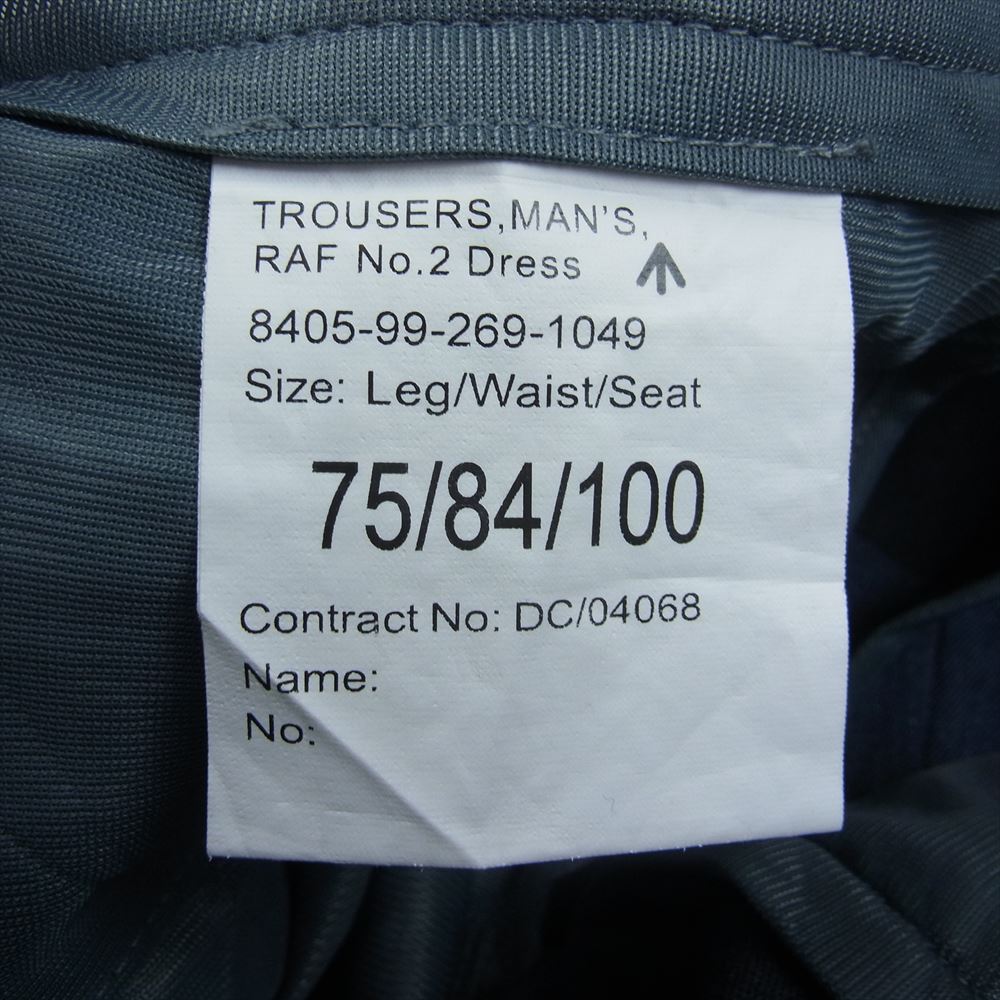 TROUSERS,MAN'S,
RAF No.2 Dress
8405-99-269-1049
Size: Leg/Waist/Seat
75/84/100
Contract No: DC/04068
Name:
No: